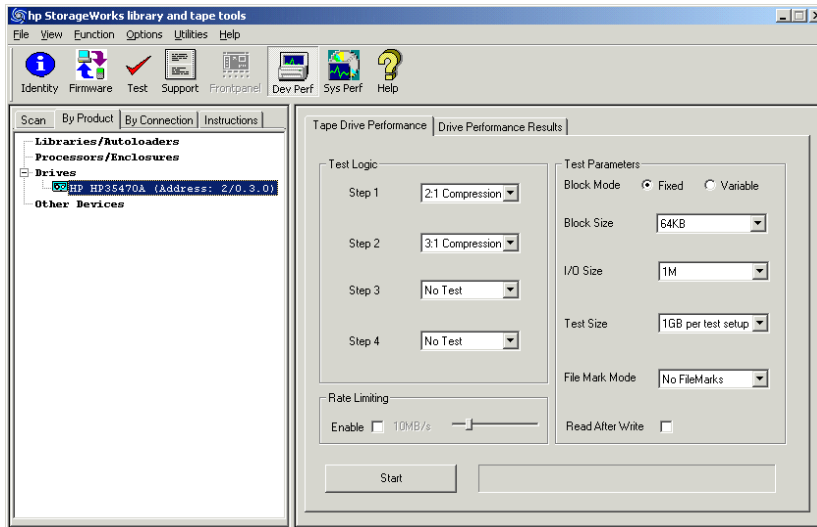 hp StorageWorks library and tape tools
File View Function Options Utilities Help
Identity Firmware Test Support Frontpanel Dev Perf Sys Perf Help
Scan By Product By Connection Instructions
Libraries/Autoloaders
Processors/Enclosures
Drives
HP HP35470A (Address: 2/0.3.0)
Other Devices
Tape Drive Performance Drive Performance Results
Test Logic
Step 1 2:1 Compression
Step 2 3:1 Compression
Step 3 No Test
Step 4 No Test
Rate Limiting
Enable 10MB/s
Start
Test Parameters
Block Mode Fixed Variable
Block Size 64KB
I/O Size 1M
Test Size 1GB per test setup
File Mark Mode No FileMarks
Read After Write